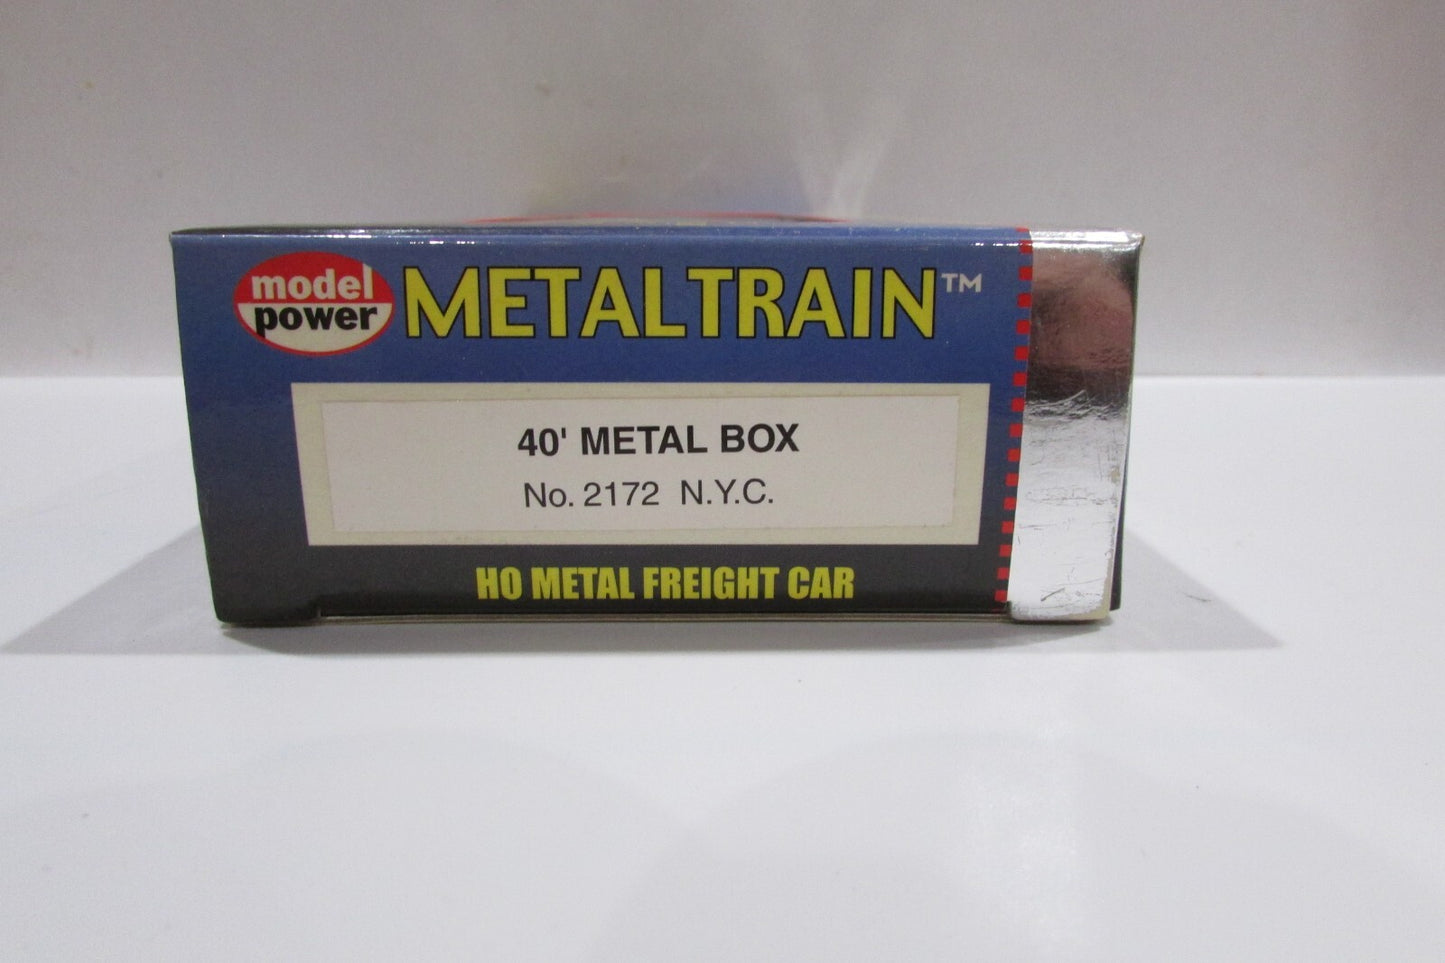 model
power
METALTRAIN™
40' METAL BOX
No. 2172 N.Y.C.
HO METAL FREIGHT CAR